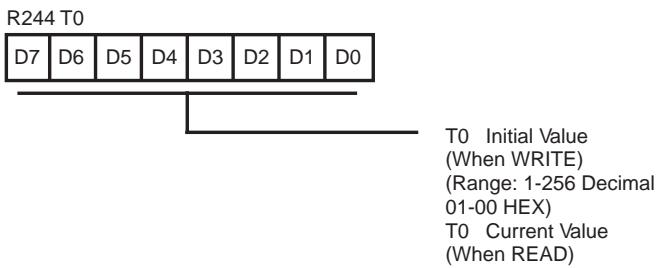 R244 T0
D7 D6 D5 D4 D3 D2 D1 D0
T0 Initial Value
(When WRITE)
(Range: 1-256 Decimal
01-00 HEX)
T0 Current Value
(When READ)